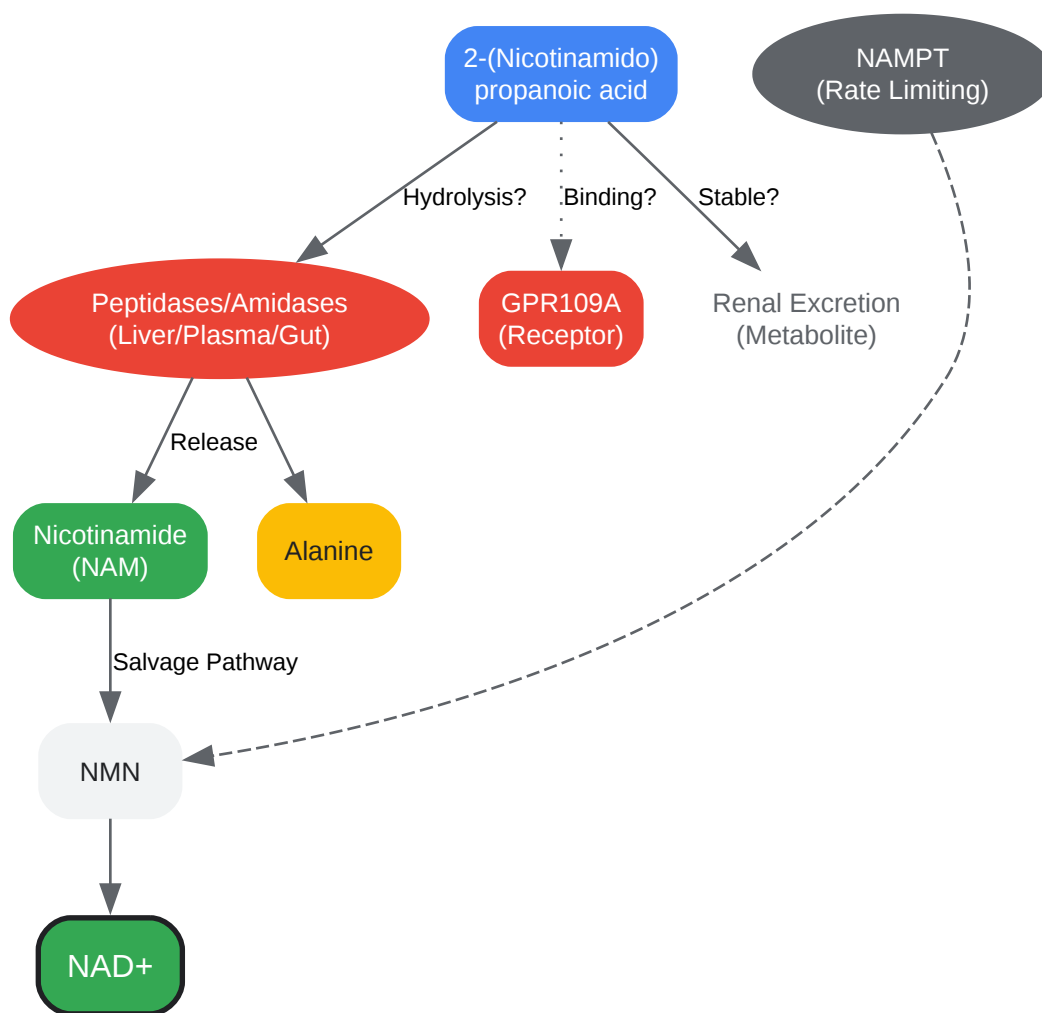 2-(Nicotinamido)
propanoic acid
NAMPT
(Rate Limiting)
Hydrolysis?
Binding?
Stable?
Peptidases/Amidases
(Liver/Plasma/Gut)
GPR109A
(Receptor)
Renal Excretion
(Metabolite)
Release
Nicotinamide
(NAM)
Alanine
Salvage Pathway
NMN
NAD+